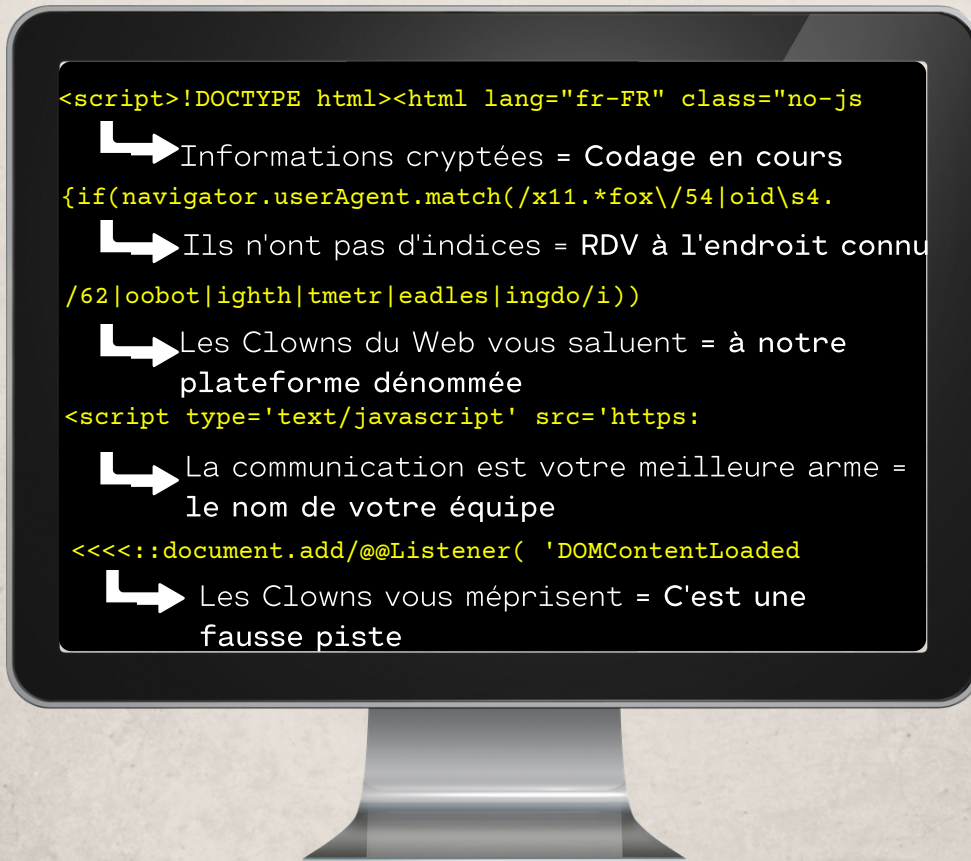 <script>!DOCTYPE html><html lang="fr-FR" class="no-js
Informations cryptées = Codage en cours
{if(navigator.userAgent.match(/x11.*fox\/54|oid\s4.
Ils n'ont pas d'indices = RDV à l'endroit connu
/62|oobot|ighth|tmetr|eadles|ingdo/i))
Les Clowns du Web vous saluent = à notre
plateforme dénommée
<script type='text/javascript' src='https:
La communication est votre meilleure arme =
le nom de votre équipe
<<<<::document.add/@@Listener( 'DOMContentLoaded
Les Clowns vous méprisent = C'est une
fausse piste